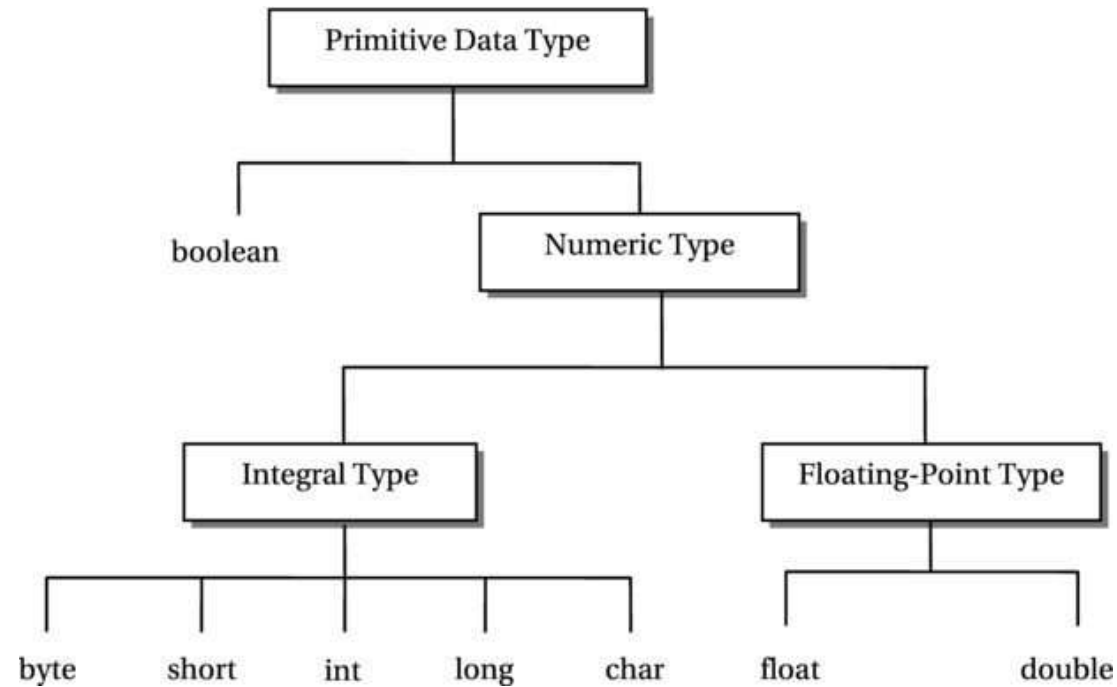 Primitive Data Type
boolean
Numeric Type
Integral Type
Floating-Point Type
byte
short
int
long
char
float
double